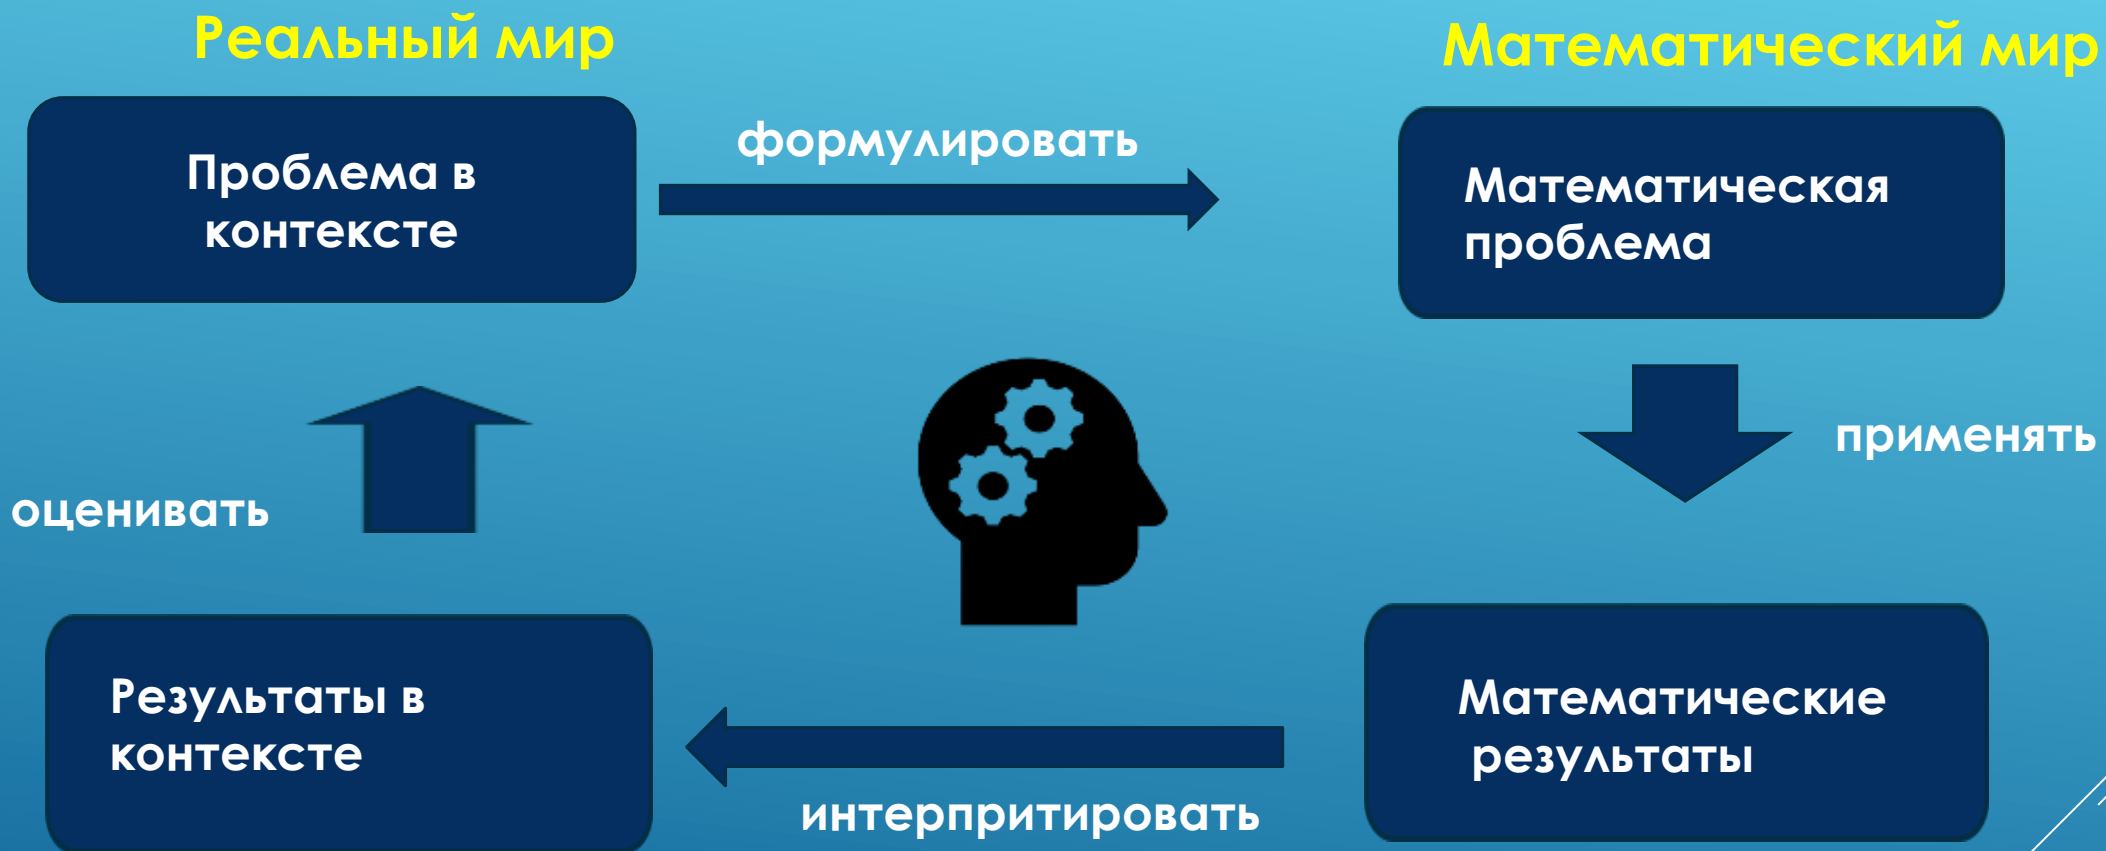 Реальный мир
Математический мир
Проблема в
контексте
формулировать
Математическая
проблема
применять
оценивать
Результаты в
контексте
Математические
результаты
интерпритировать